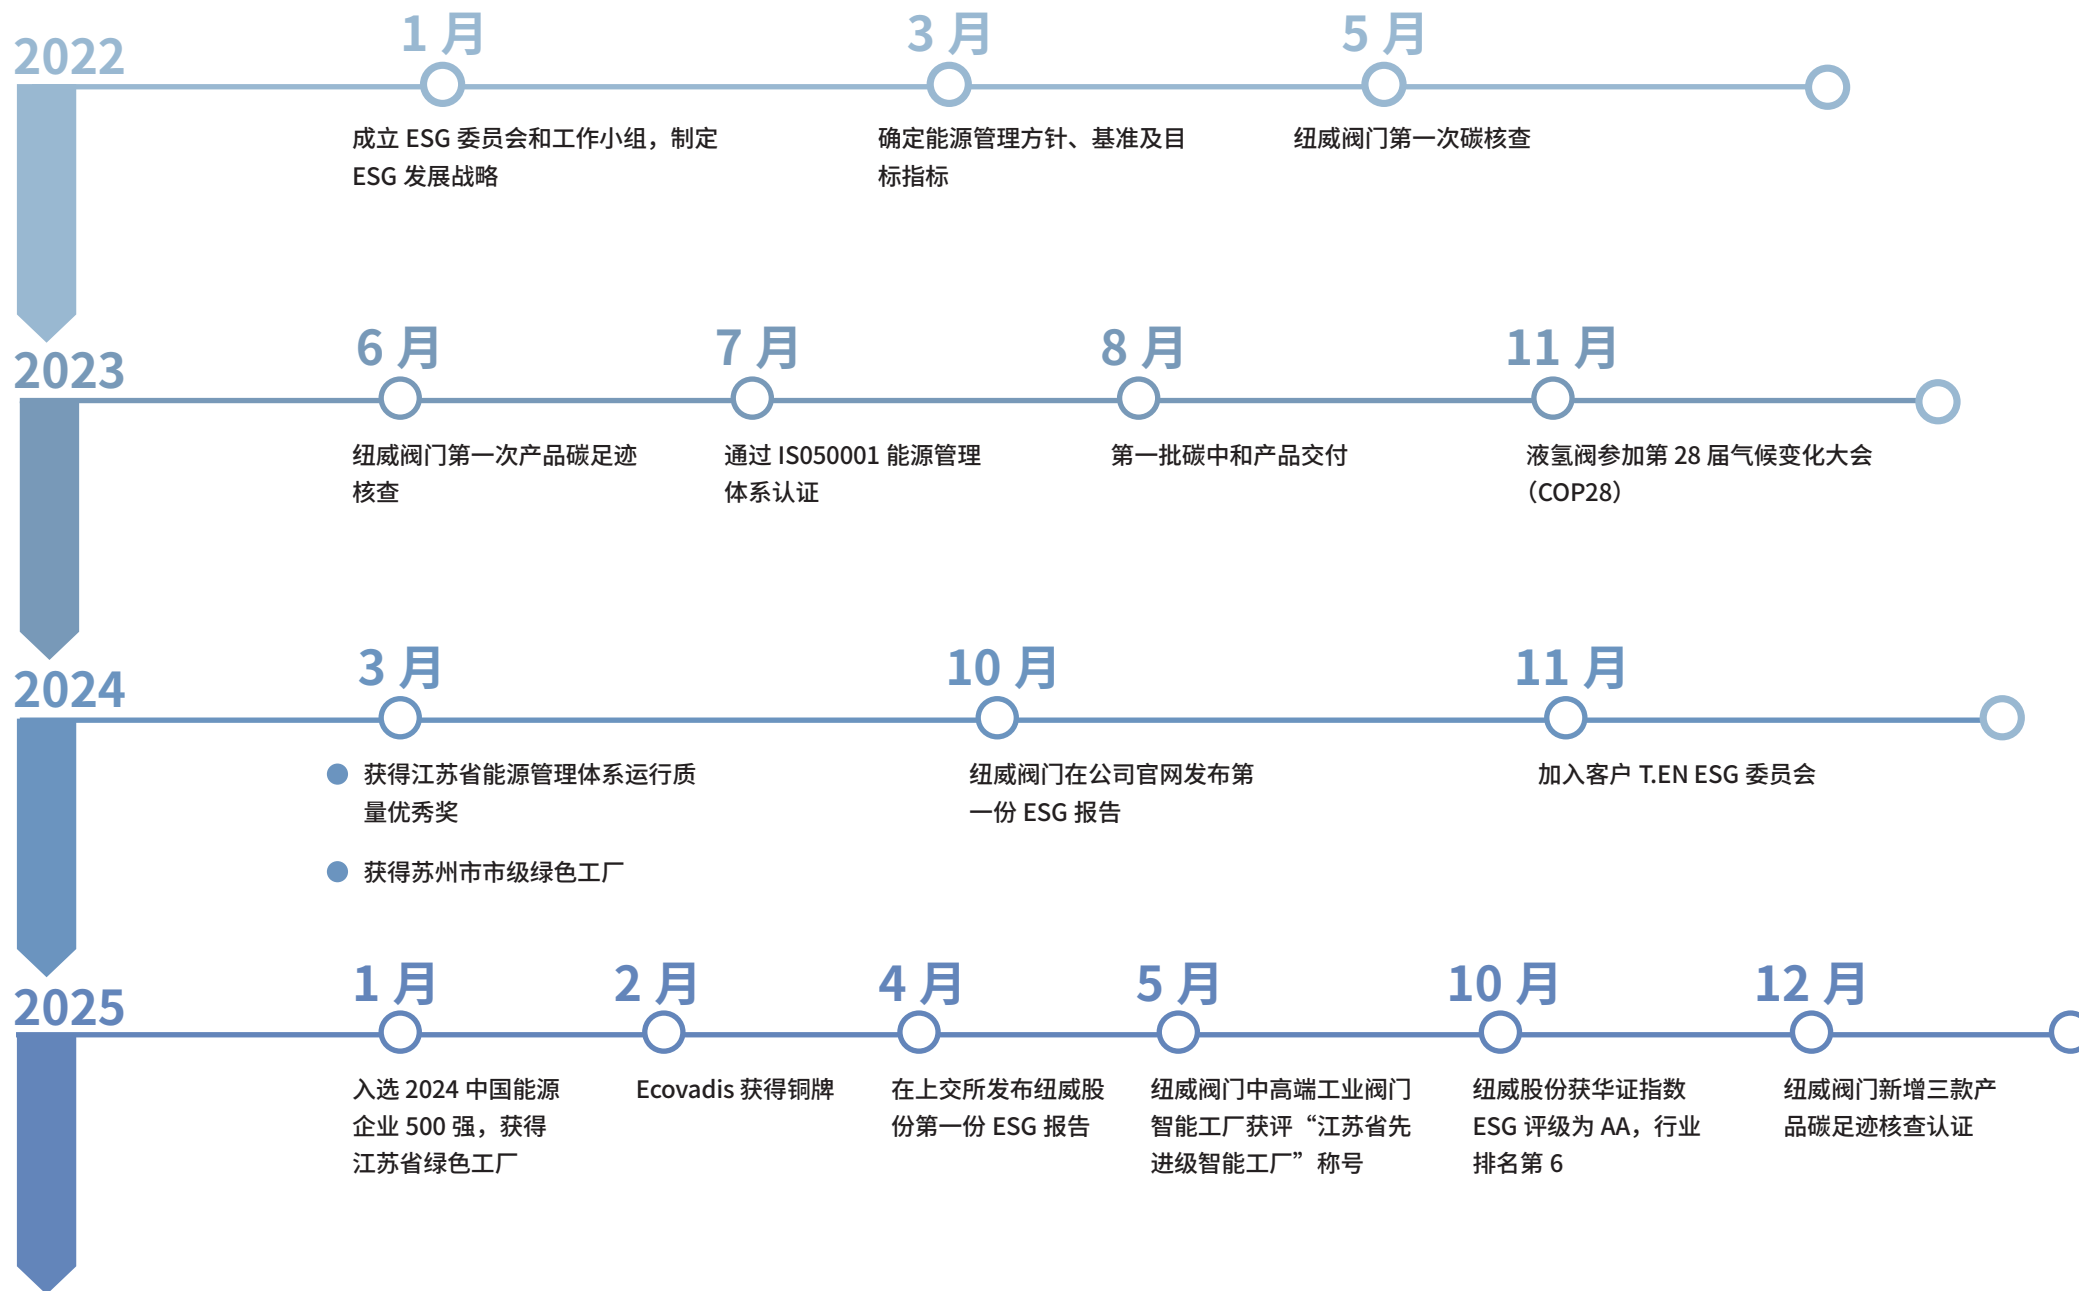 2022
1 月
3 月
5 月
成立 ESG 委员会和工作小组，制定
ESG 发展战略
确定能源管理方针、基准及目
标指标
纽威阀门第一次碳核查
2023
6 月
7 月
8 月
11 月
纽威阀门第一次产品碳足迹
核查
通过 IS050001 能源管理
体系认证
第一批碳中和产品交付
液氢阀参加第 28 届气候变化大会
（COP28）
2024
3 月
10 月
11 月
获得江苏省能源管理体系运行质
量优秀奖
获得苏州市市级绿色工厂
纽威阀门在公司官网发布第
一份 ESG 报告
加入客户 T.EN ESG 委员会
2025
1 月
2 月
4 月
5 月
10 月
12 月
入选 2024 中国能源
企业 500 强，获得
江苏省绿色工厂
Ecovadis 获得铜牌
在上交所发布纽威股
份第一份 ESG 报告
纽威阀门中高端工业阀门
智能工厂获评“江苏省先
进级智能工厂”称号
纽威股份获华证指数
ESG 评级为 AA，行业
排名第 6
纽威阀门新增三款产
品碳足迹核查认证